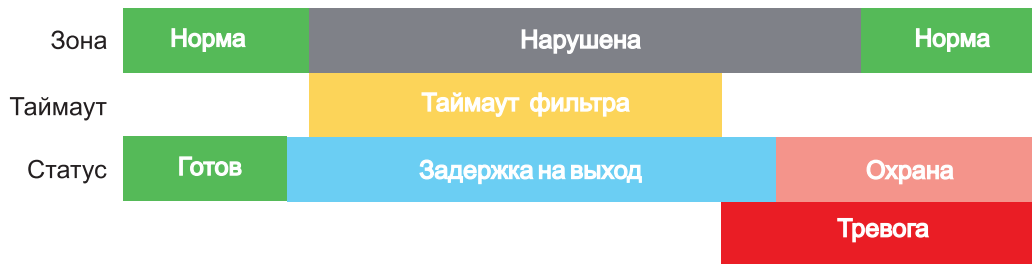 Зона Норма Нарушена Норма
Таймаут Таймаут фильтра
Статус Готов Задержка на выход Охрана
Тревога